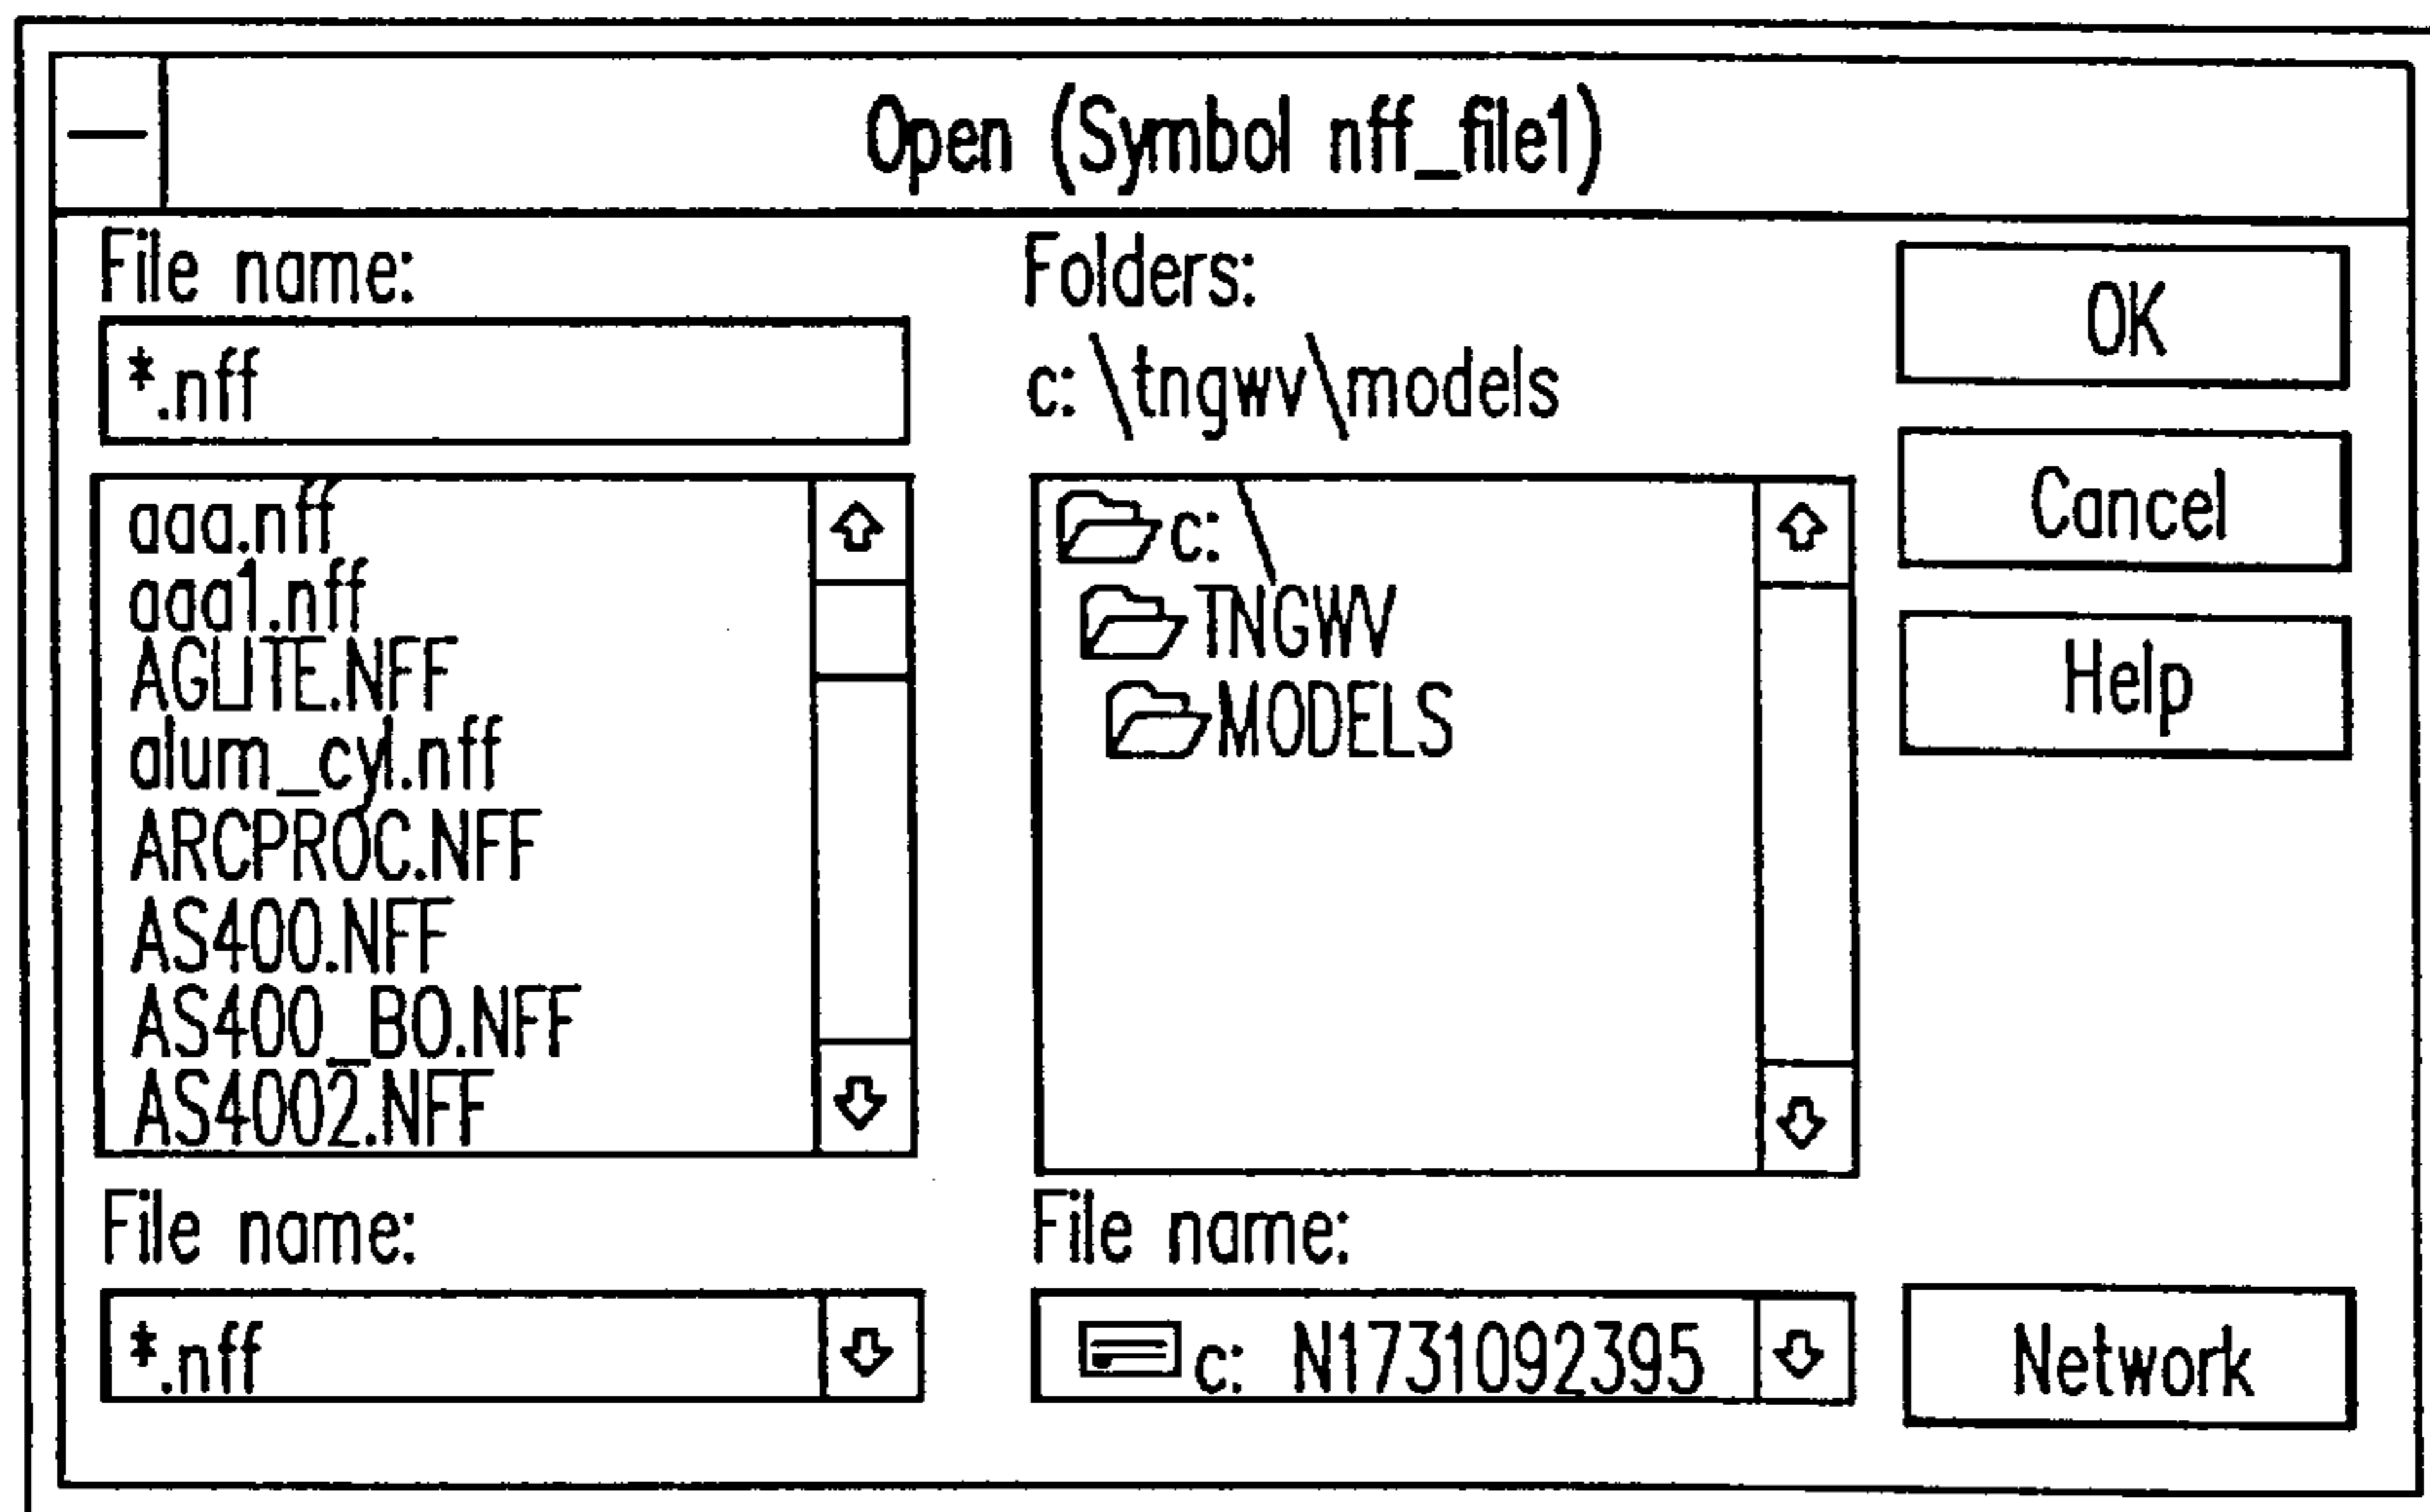 Open (Symbol nff_file1)
File name:
*.nff
aaa.nff
aaa1.nff
AGLITE.NFF
alum_cyl.nff
ARCPROC.NFF
AS400.NFF
AS400_BO.NFF
AS4002.NFF
File name:
*.nff
Folders:
c:\tngwv\models
c:\
TNGWV
MODELS
File name:
c: N1731092395
OK
Cancel
Help
Network